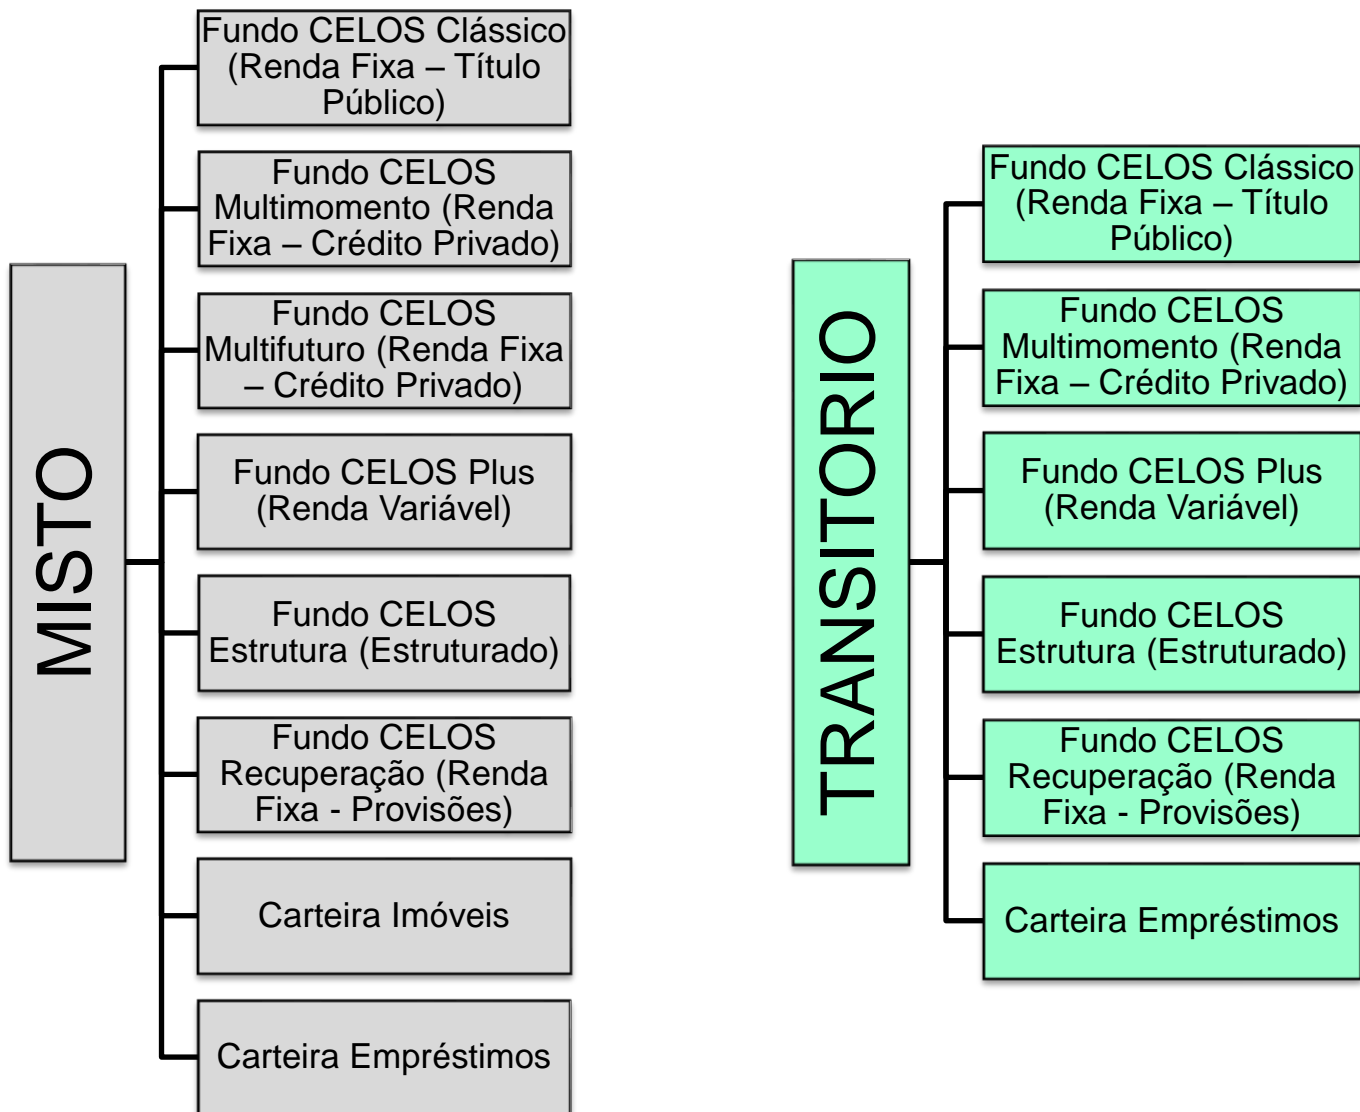 MISTO
Fundo CELOS Clássico
(Renda Fixa – Título
Público)
Fundo CELOS
Multimomento (Renda
Fixa – Crédito Privado)
Fundo CELOS
Multifuturo (Renda Fixa
– Crédito Privado)
Fundo CELOS Plus
(Renda Variável)
Fundo CELOS
Estrutura (Estruturado)
Fundo CELOS
Recuperação (Renda
Fixa - Provisões)
Carteira Imóveis
Carteira Empréstimos
TRANSITORIO
Fundo CELOS Clássico
(Renda Fixa – Título
Público)
Fundo CELOS
Multimomento (Renda
Fixa – Crédito Privado)
Fundo CELOS Plus
(Renda Variável)
Fundo CELOS
Estrutura (Estruturado)
Fundo CELOS
Recuperação (Renda
Fixa - Provisões)
Carteira Empréstimos